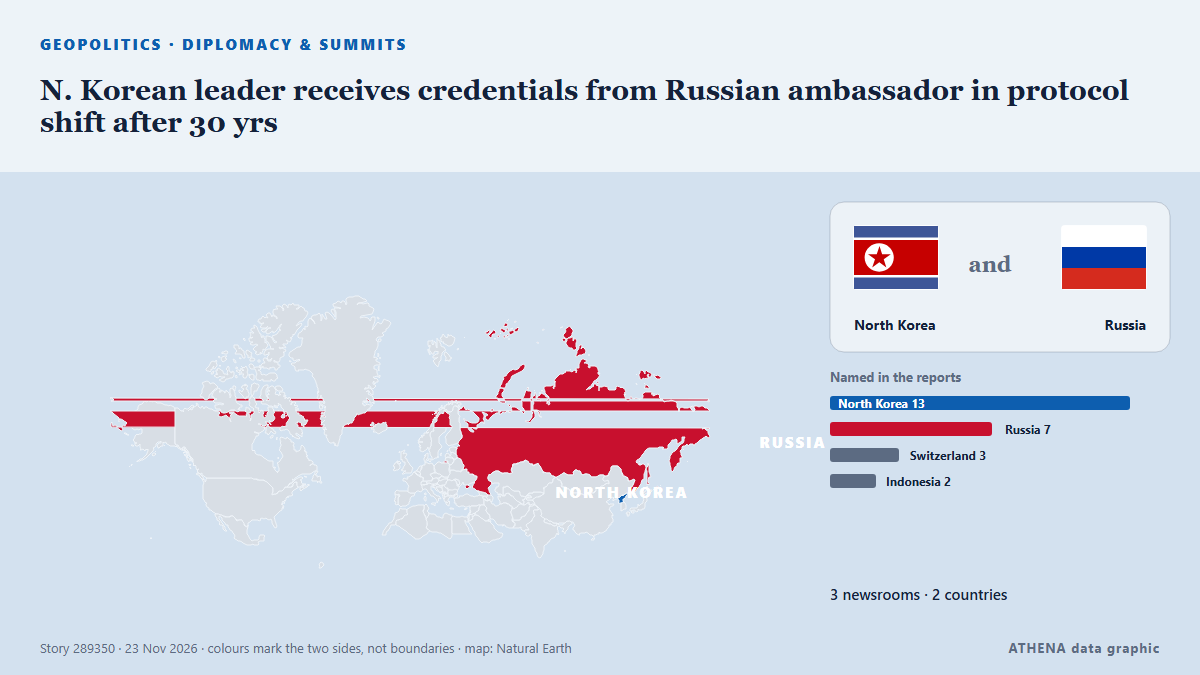 GEOPOLITICS · DIPLOMACY & SUMMITS
N. Korean leader receives credentials from Russian ambassador in protocol
shift after 30 yrs
and
North Korea
Russia
Named in the reports
North Korea 13
Russia 7
Switzerland 3
Indonesia 2
RUSSIA
NORTH KOREA
3 newsrooms · 2 countries
Story 289350 · 23 Nov 2026 · colours mark the two sides, not boundaries · map: Natural Earth
ATHENA data graphic